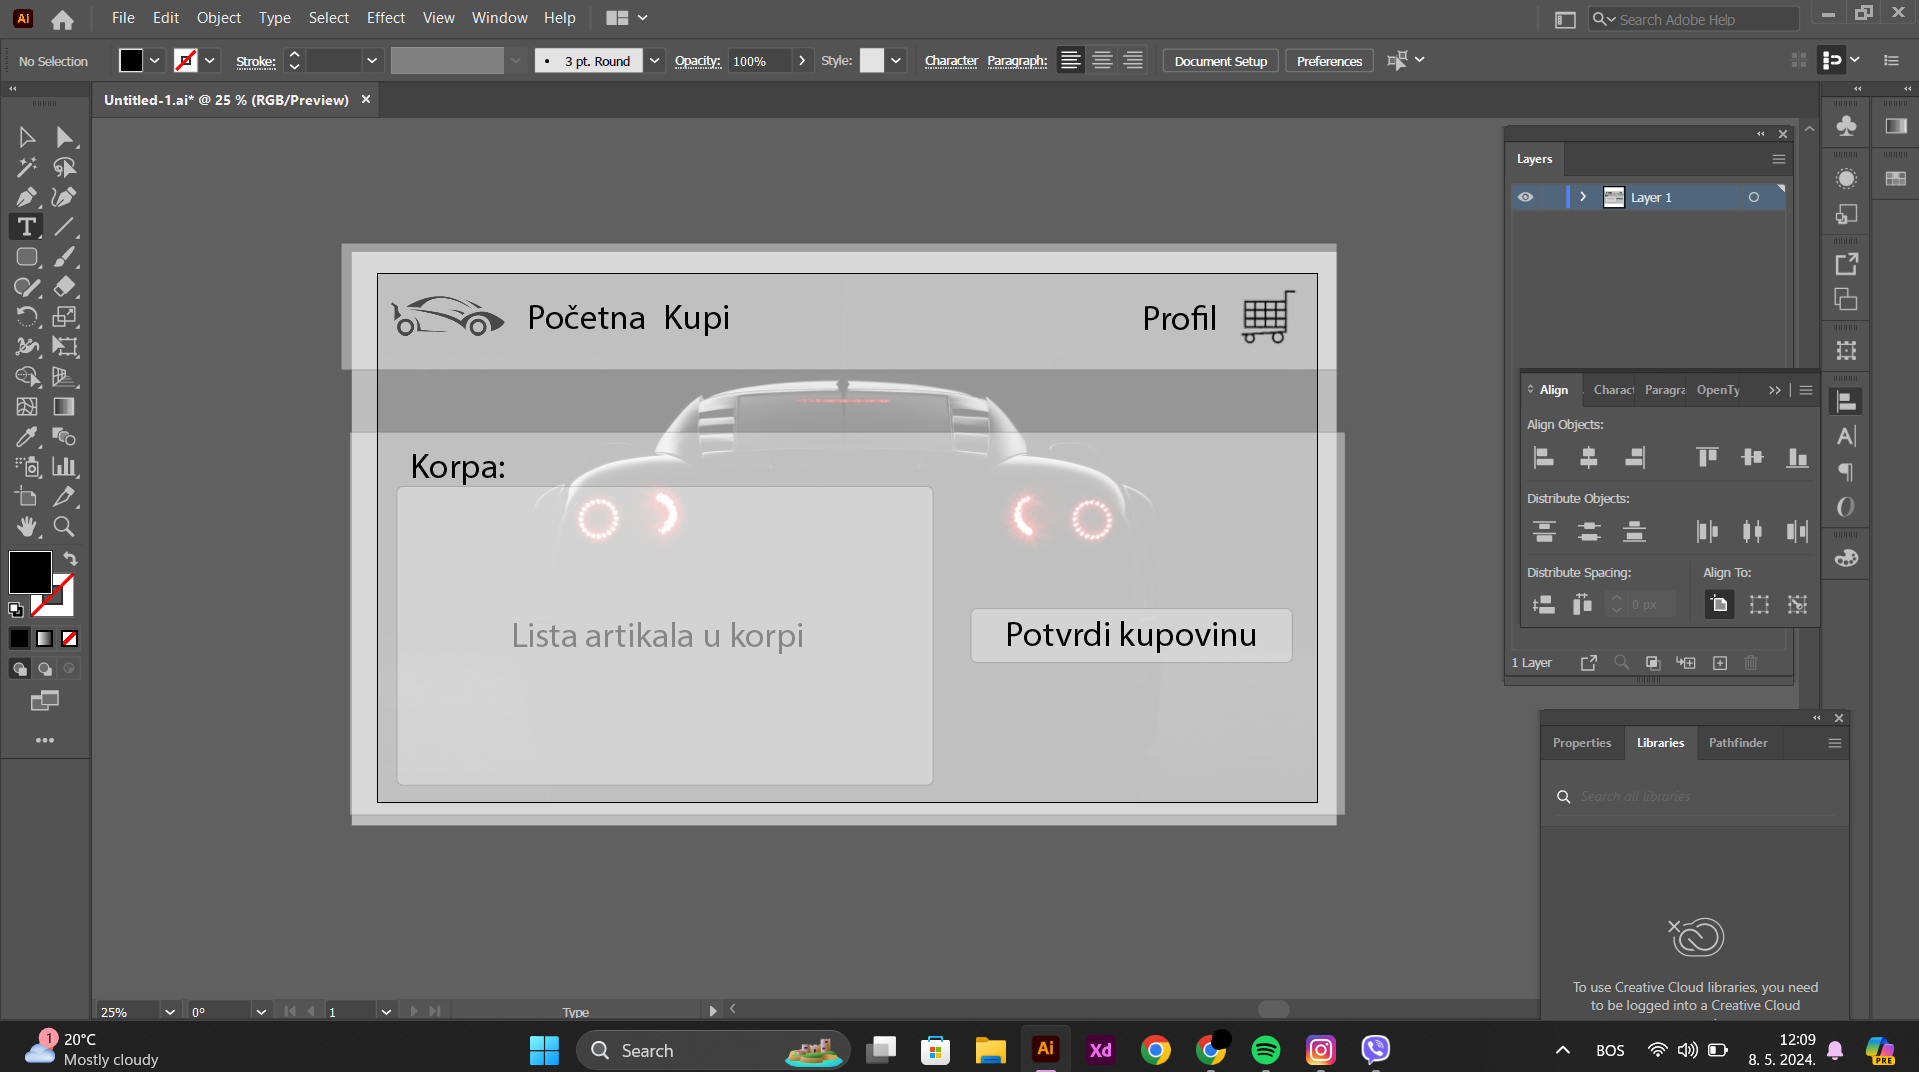 Ai File Edit Object Type Select Effect View Window Help Search Adobe Help
No Selection Stroke: 3 pt. Round Opacity: 100% Style: Character Paragraph: Document Setup Preferences
Untitled-1.ai* @ 25 % (RGB/Preview)
Layers
Layer 1
Početna Kupi Profil
Korpa:
Lista artikala u korpi
Potvrdi kupovinu
Align Charact Paragra OpenTy
Align Objects:
Distribute Objects:
Distribute Spacing: Align To:
0 px
1 Layer
Properties Libraries Pathfinder
Search all libraries
To use Creative Cloud libraries, you need
to be logged into a Creative Cloud
25% 0° 1 Type
1
20°C
Mostly cloudy
Search
Ai
Xd
BOS
12:09
8. 5. 2024.
PRE